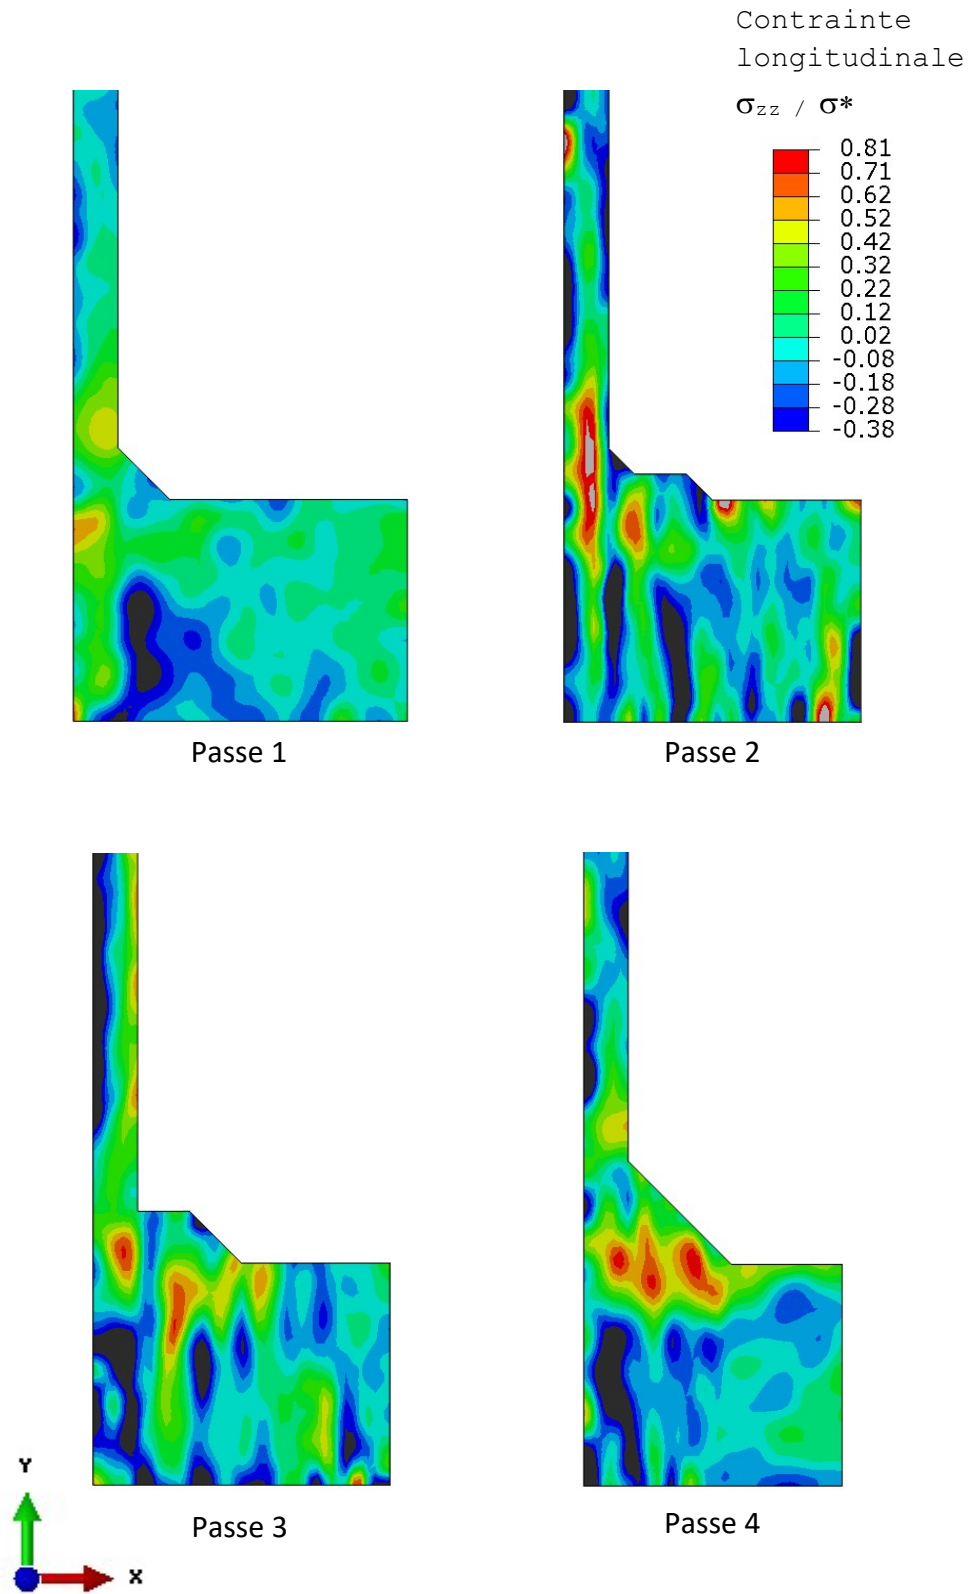 Contrainte
longitudinale
σzz / σ*
0.81
0.71
0.62
0.52
0.42
0.32
0.22
0.12
0.02
-0.08
-0.18
-0.28
-0.38
Passe 1
Passe 2
Passe 3
Passe 4
Y
X